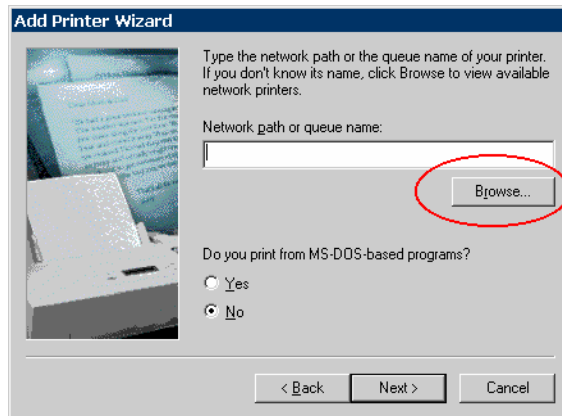 Add Printer Wizard
Type the network path or the queue name of your printer.
If you don't know its name, click Browse to view available
network printers.
Network path or queue name:
Browse...
Do you print from MS-DOS-based programs?
Yes
No
< Back
Next >
Cancel